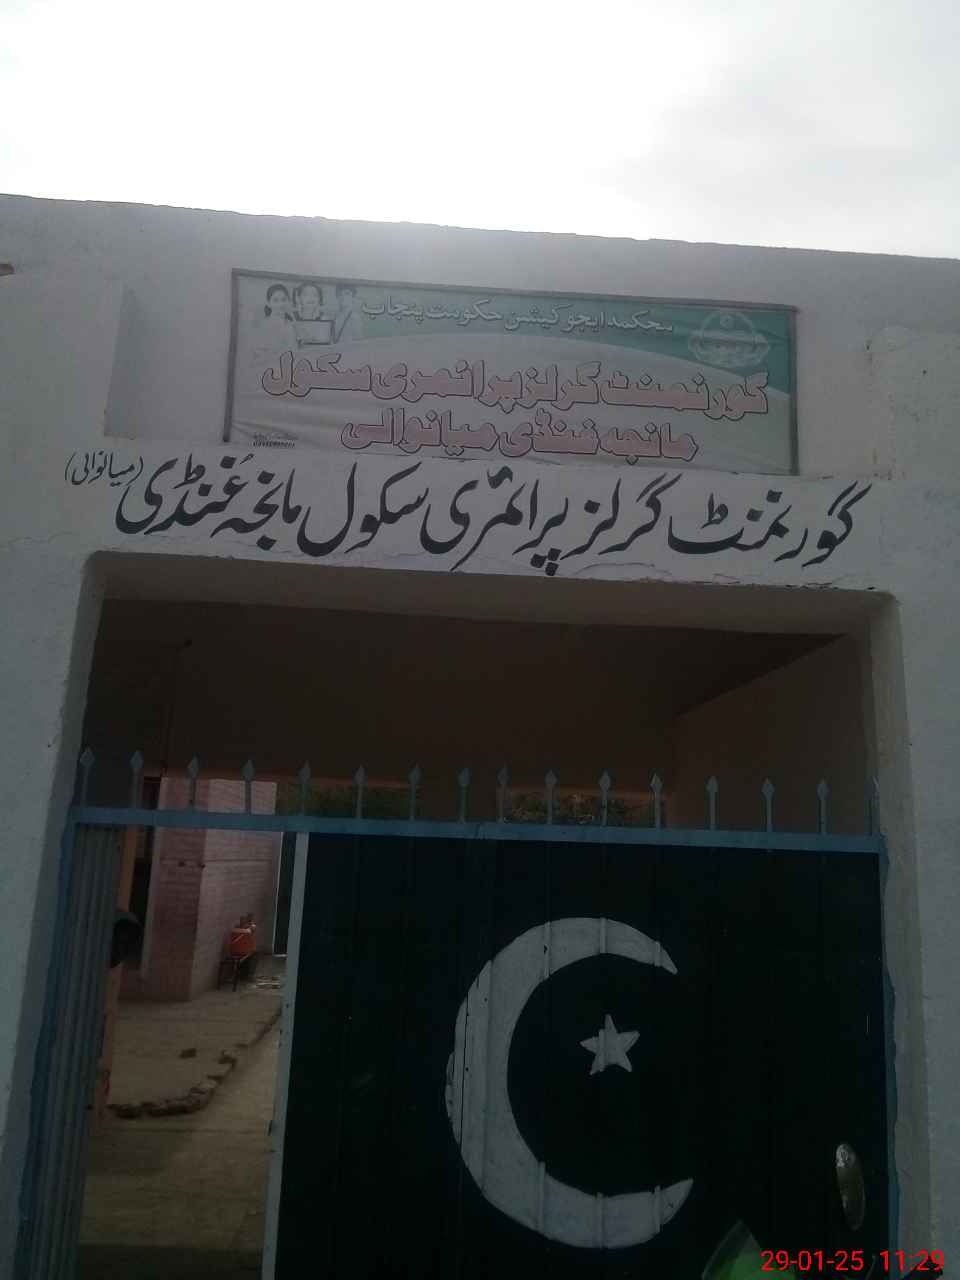 محکمہ ایجوکیشن حکومت پنجاب
گورنمنٹ گرلز پرائمری سکول
مانجہ غنڈی میانوالی
گورنمنٹ گرلز پرائمری سکول مانجہ غنڈی (میانوالی)
29-01-25 11:29